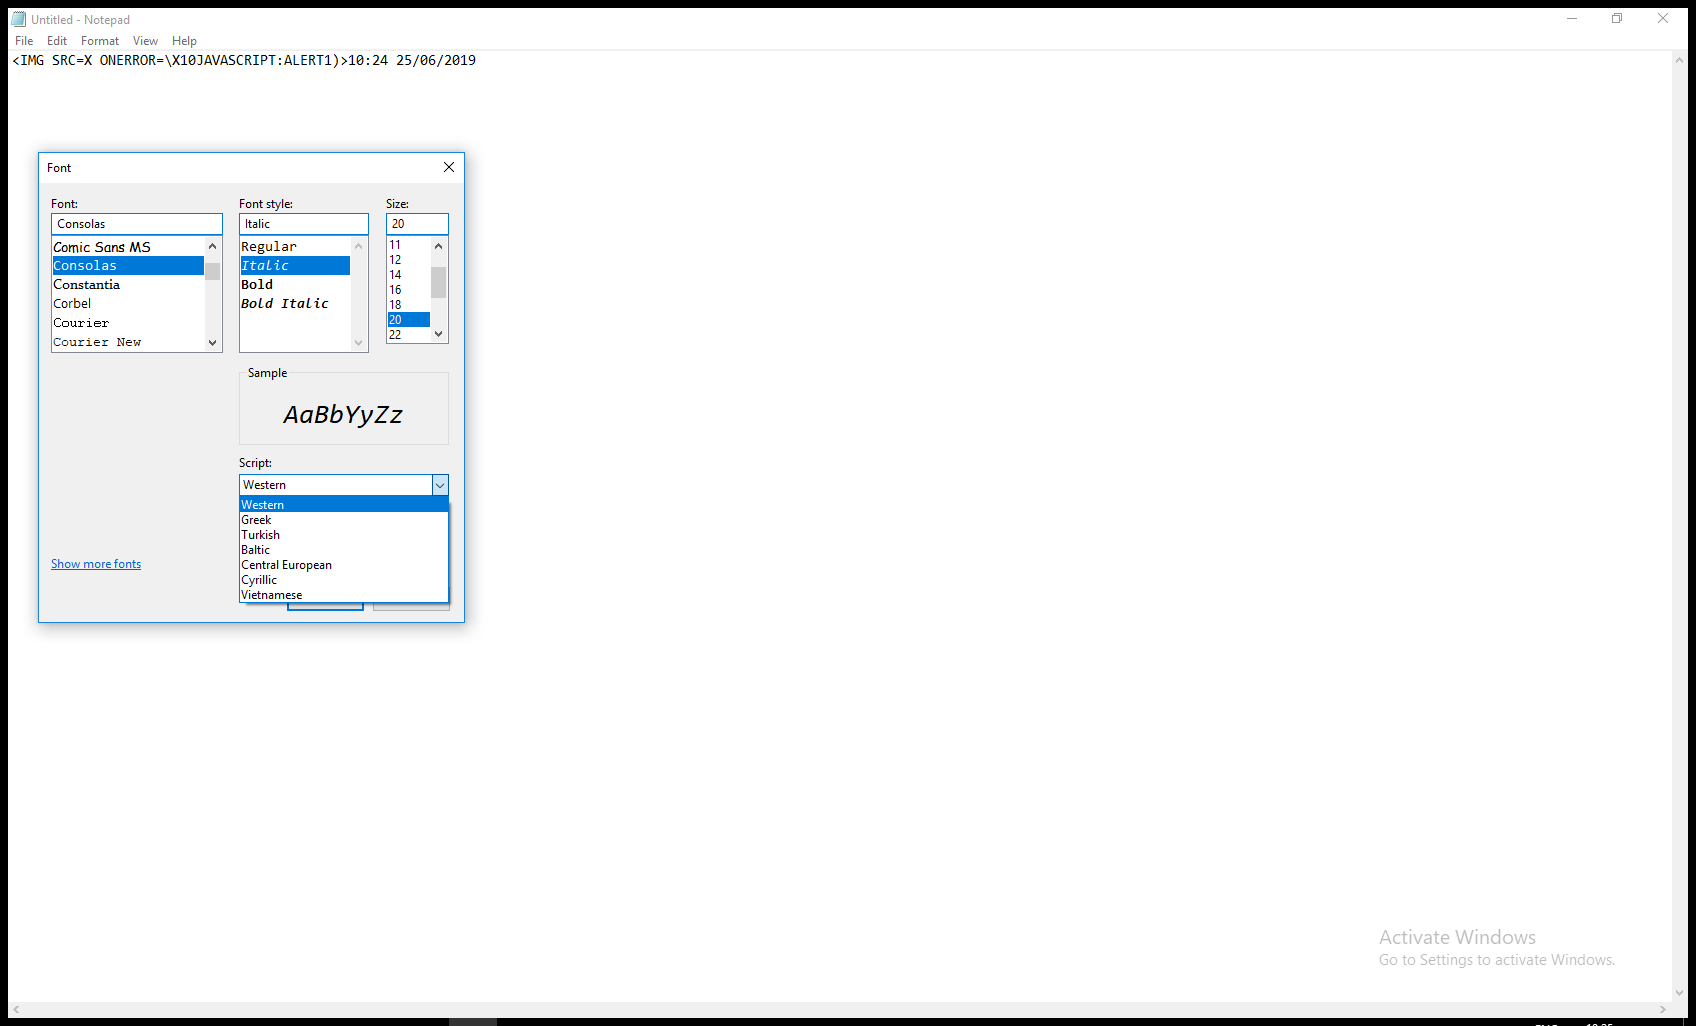 Untitled - Notepad
File Edit Format View Help
<IMG SRC=X ONERROR=\X10JAVASCRIPT:ALERT1)>10:24 25/06/2019
Font
Font: Font style: Size:
Consolas Italic 20
Comic Sans MS
Consolas
Constantia
Corbel
Courier
Courier New
Regular
Italic
Bold
Bold Italic
11
12
14
16
18
20
22
Sample
AaBbYyZz
Script:
Western
Western
Greek
Turkish
Baltic
Central European
Cyrillic
Vietnamese
Show more fonts
Activate Windows
Go to Settings to activate Windows.